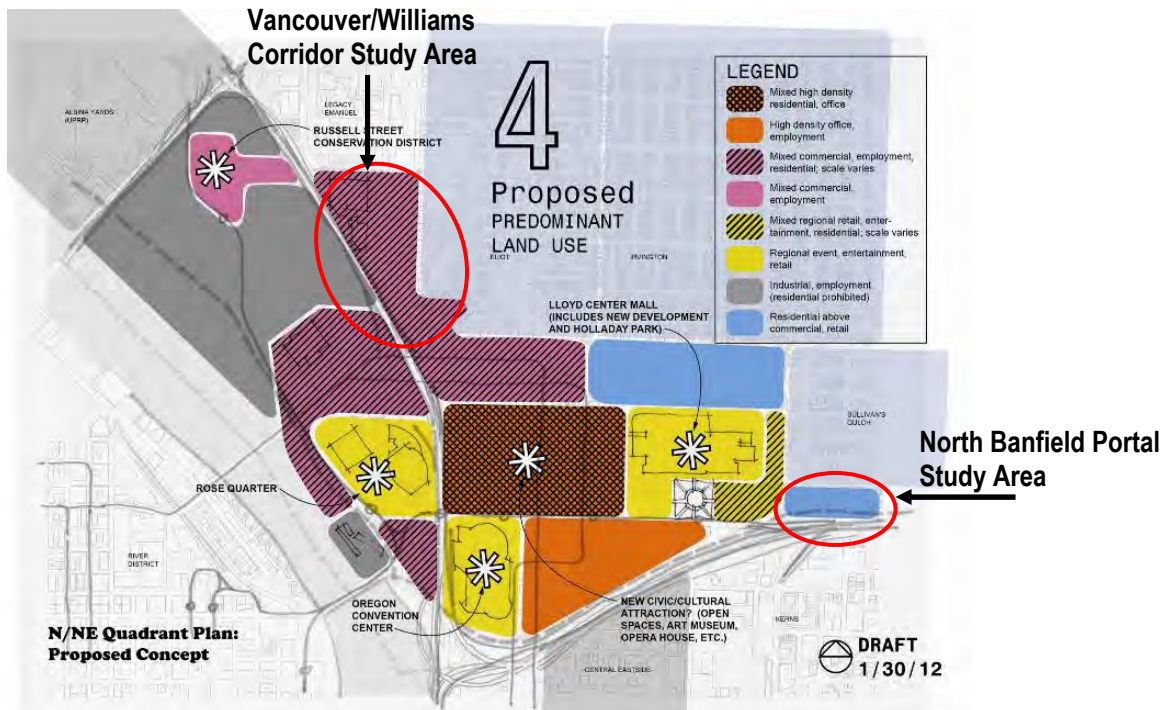 Vancouver/Williams
Corridor Study Area
ALBINA YARDS
(UPRR)
LEGACY
EMANUEL
RUSSELL STREET
CONSERVATION DISTRICT
4
Proposed
PREDOMINANT
LAND USE
ELIOT
IRVINGTON
LEGEND
Mixed high density
residential, office
High density office,
employment
Mixed commercial, employment,
residential; scale varies
Mixed commercial,
employment
Mixed regional retail, enter-
tainment, residential; scale varies
Regional event, entertainment,
retail
Industrial, employment
(residential prohibited)
Residential above
commercial, retail
LLOYD CENTER MALL
(INCLUDES NEW DEVELOPMENT
AND HOLLADAY PARK)
SULLIVAN'S
GULCH
North Banfield Portal
Study Area
ROSE QUARTER
RIVER
DISTRICT
OREGON
CONVENTION
CENTER
NEW CIVIC/CULTURAL
ATTRACTION? (OPEN
SPACES, ART MUSEUM,
OPERA HOUSE, ETC.)
KERNS
CENTRAL EASTSIDE
N/NE Quadrant Plan:
Proposed Concept
DRAFT
1/30/12